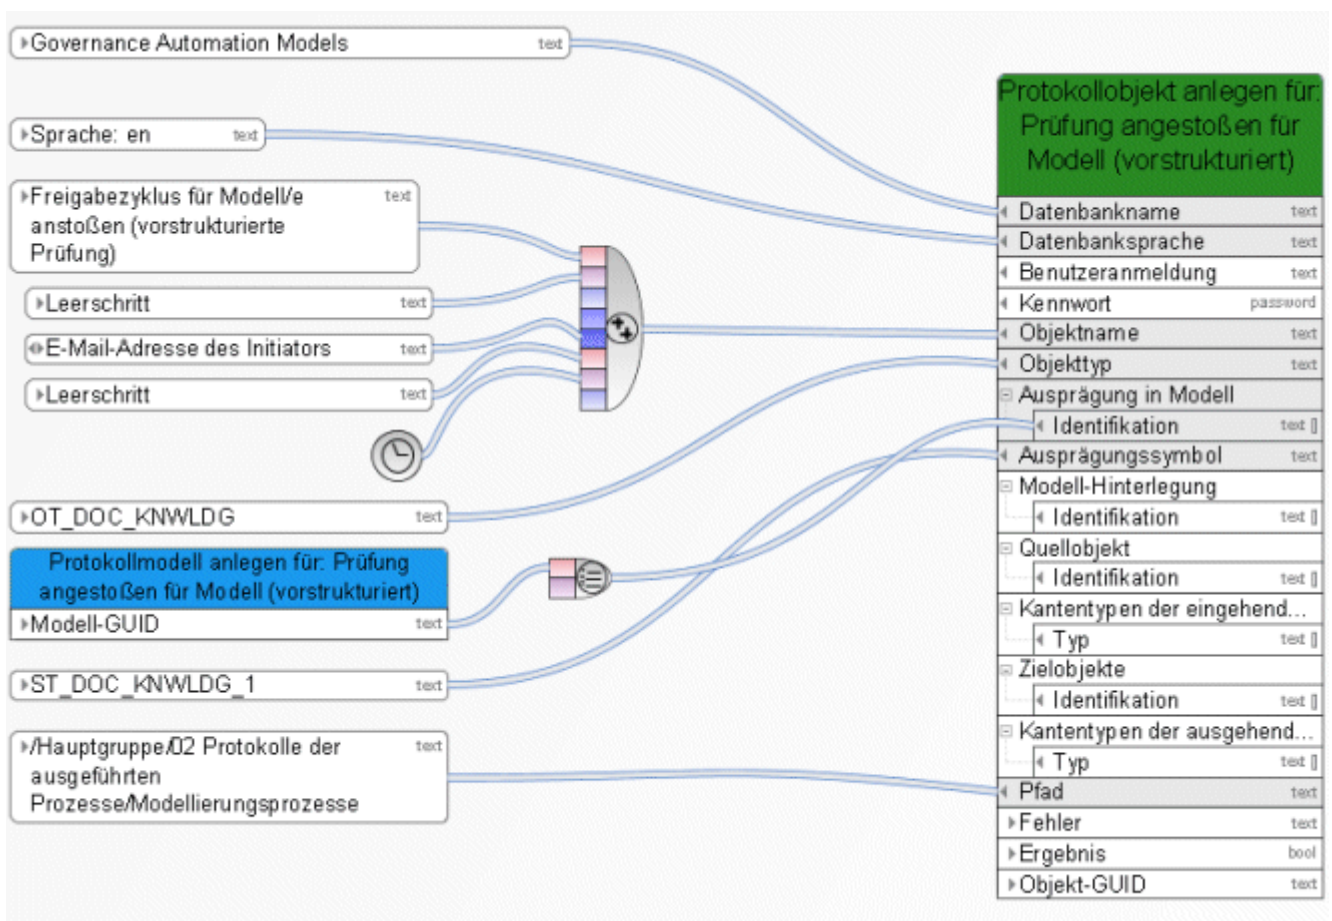 Governance Automation Models text
Sprache: en text
Freigabezyklus für Modell/e text
anstoßen (vorstrukturierte
Prüfung)
Leerschritt text
E-Mail-Adresse des Initiators text
Leerschritt text
OT_DOC_KNWLDG text
Protokollmodell anlegen für: Prüfung
angestoßen für Modell (vorstrukturiert)
Modell-GUID text
ST_DOC_KNWLDG_1 text
/Hauptgruppe/02 Protokolle der text
ausgeführten
Prozesse/Modellierungsprozesse
Protokollobjekt anlegen für:
Prüfung angestoßen für
Modell (vorstrukturiert)
Datenbankname text
Datenbanksprache text
Benutzeranmeldung text
Kennwort password
Objektname text
Objekttyp text
Ausprägung in Modell
Identifikation text []
Ausprägungssymbol text
Modell-Hinterlegung
Identifikation text []
Quellobjekt
Identifikation text []
Kantentypen der eingehend...
Typ text []
Zielobjekte
Identifikation text []
Kantentypen der ausgehend...
Typ text []
Pfad text
Fehler text
Ergebnis bool
Objekt-GUID text